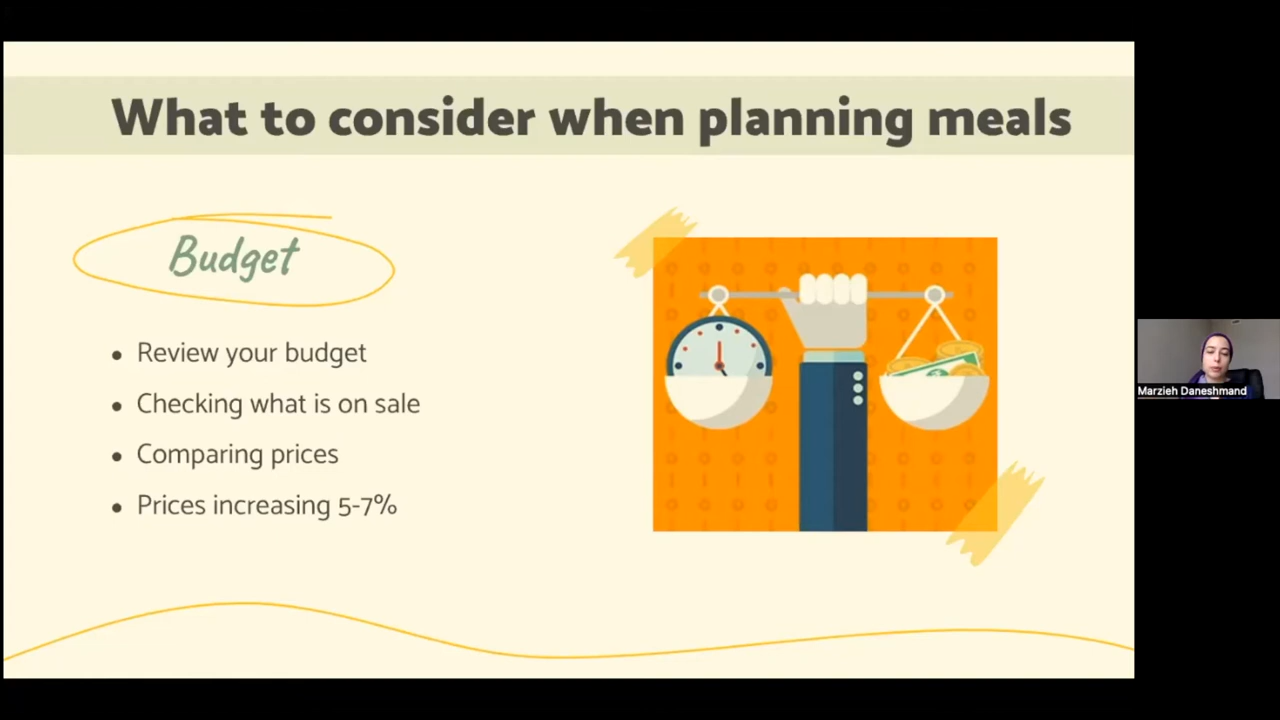 What to consider when planning meals
Budget
• Review your budget
• Checking what is on sale
• Comparing prices
• Prices increasing 5-7%
Marzieh Daneshmand